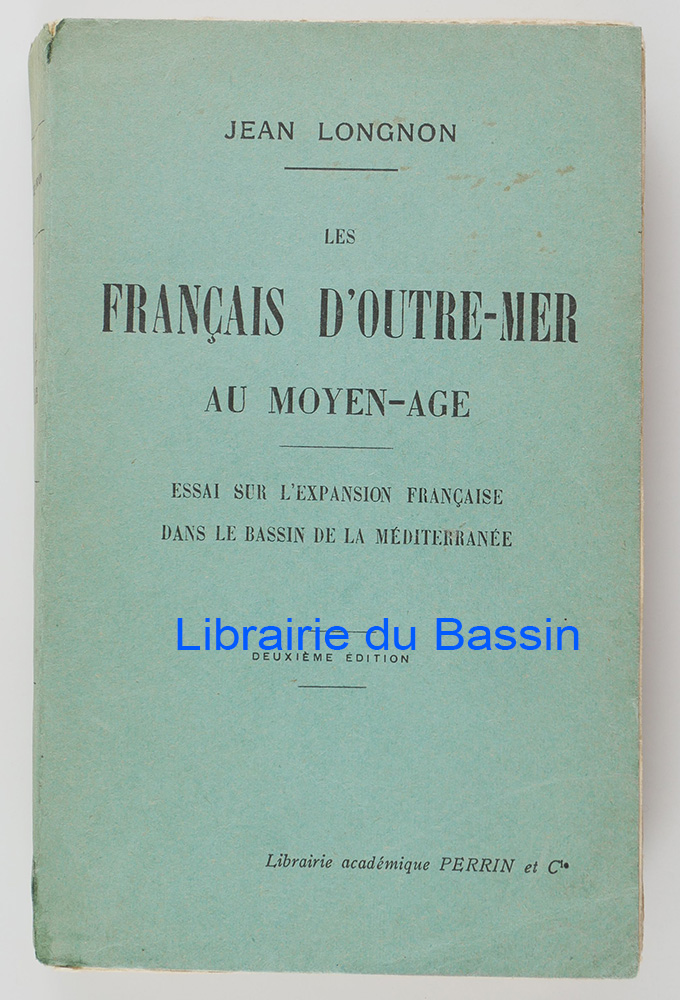 JEAN LONGNON
LES
FRANÇAIS D'OUTRE-MER
AU MOYEN-AGE
ESSAI SUR L'EXPANSION FRANÇAISE
DANS LE BASSIN DE LA MÉDITERRANÉE
Librairie du Bassin
DEUXIÈME ÉDITION
Librairie académique PERRIN et Cie